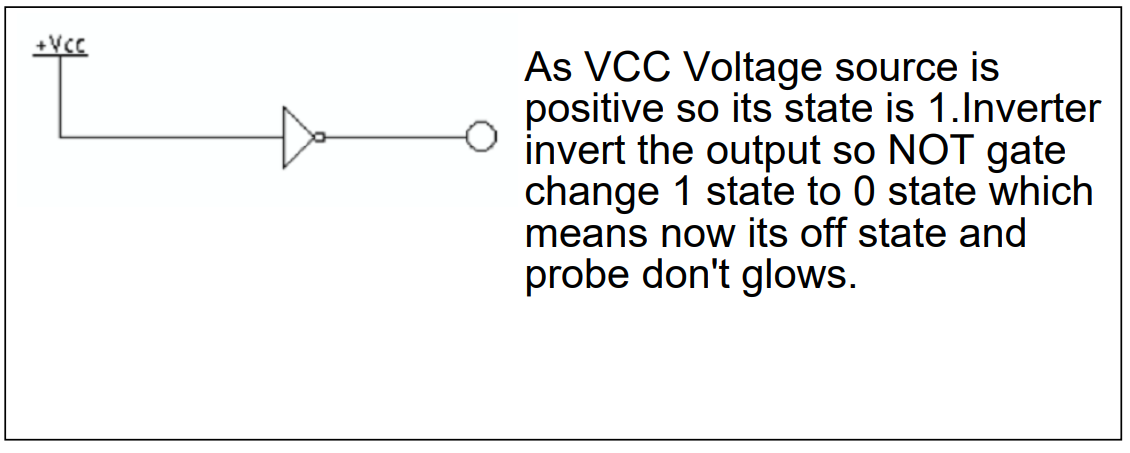 +Vcc
As VCC Voltage source is
positive so its state is 1.Inverter
invert the output so NOT gate
change 1 state to 0 state which
means now its off state and
probe don't glows.